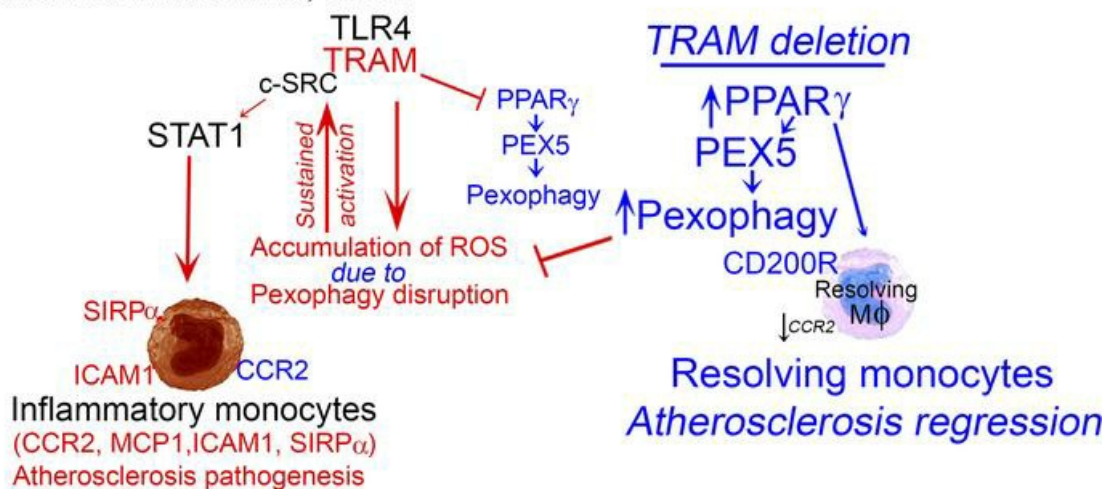 TLR4
TRAM
c-SRC
STAT1
Sustained
activation
PPARγ
PEX5
Pexophagy
Accumulation of ROS
due to
Pexophagy disruption
SIRPα
ICAM1
CCR2
Inflammatory monocytes
(CCR2, MCP1,ICAM1, SIRPα)
Atherosclerosis pathogenesis
TRAM deletion
↑PPARγ
PEX5
↑Pexophagy
CD200R
Resolving
Mϕ
↓CCR2
Resolving monocytes
Atherosclerosis regression